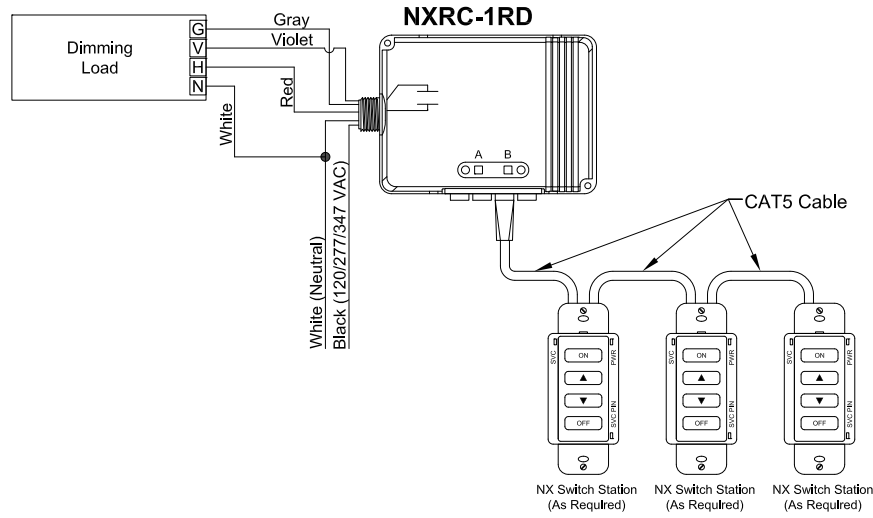 NXRC-1RD
Dimming
Load
G
V
H
N
Gray
Violet
Red
White
White (Neutral)
Black (120/277/347 VAC)
A B
CAT5 Cable
SVC PWR
ON
OFF
SVC PIN
SVC PWR
ON
OFF
SVC PIN
SVC PWR
ON
OFF
SVC PIN
NX Switch Station
(As Required)
NX Switch Station
(As Required)
NX Switch Station
(As Required)